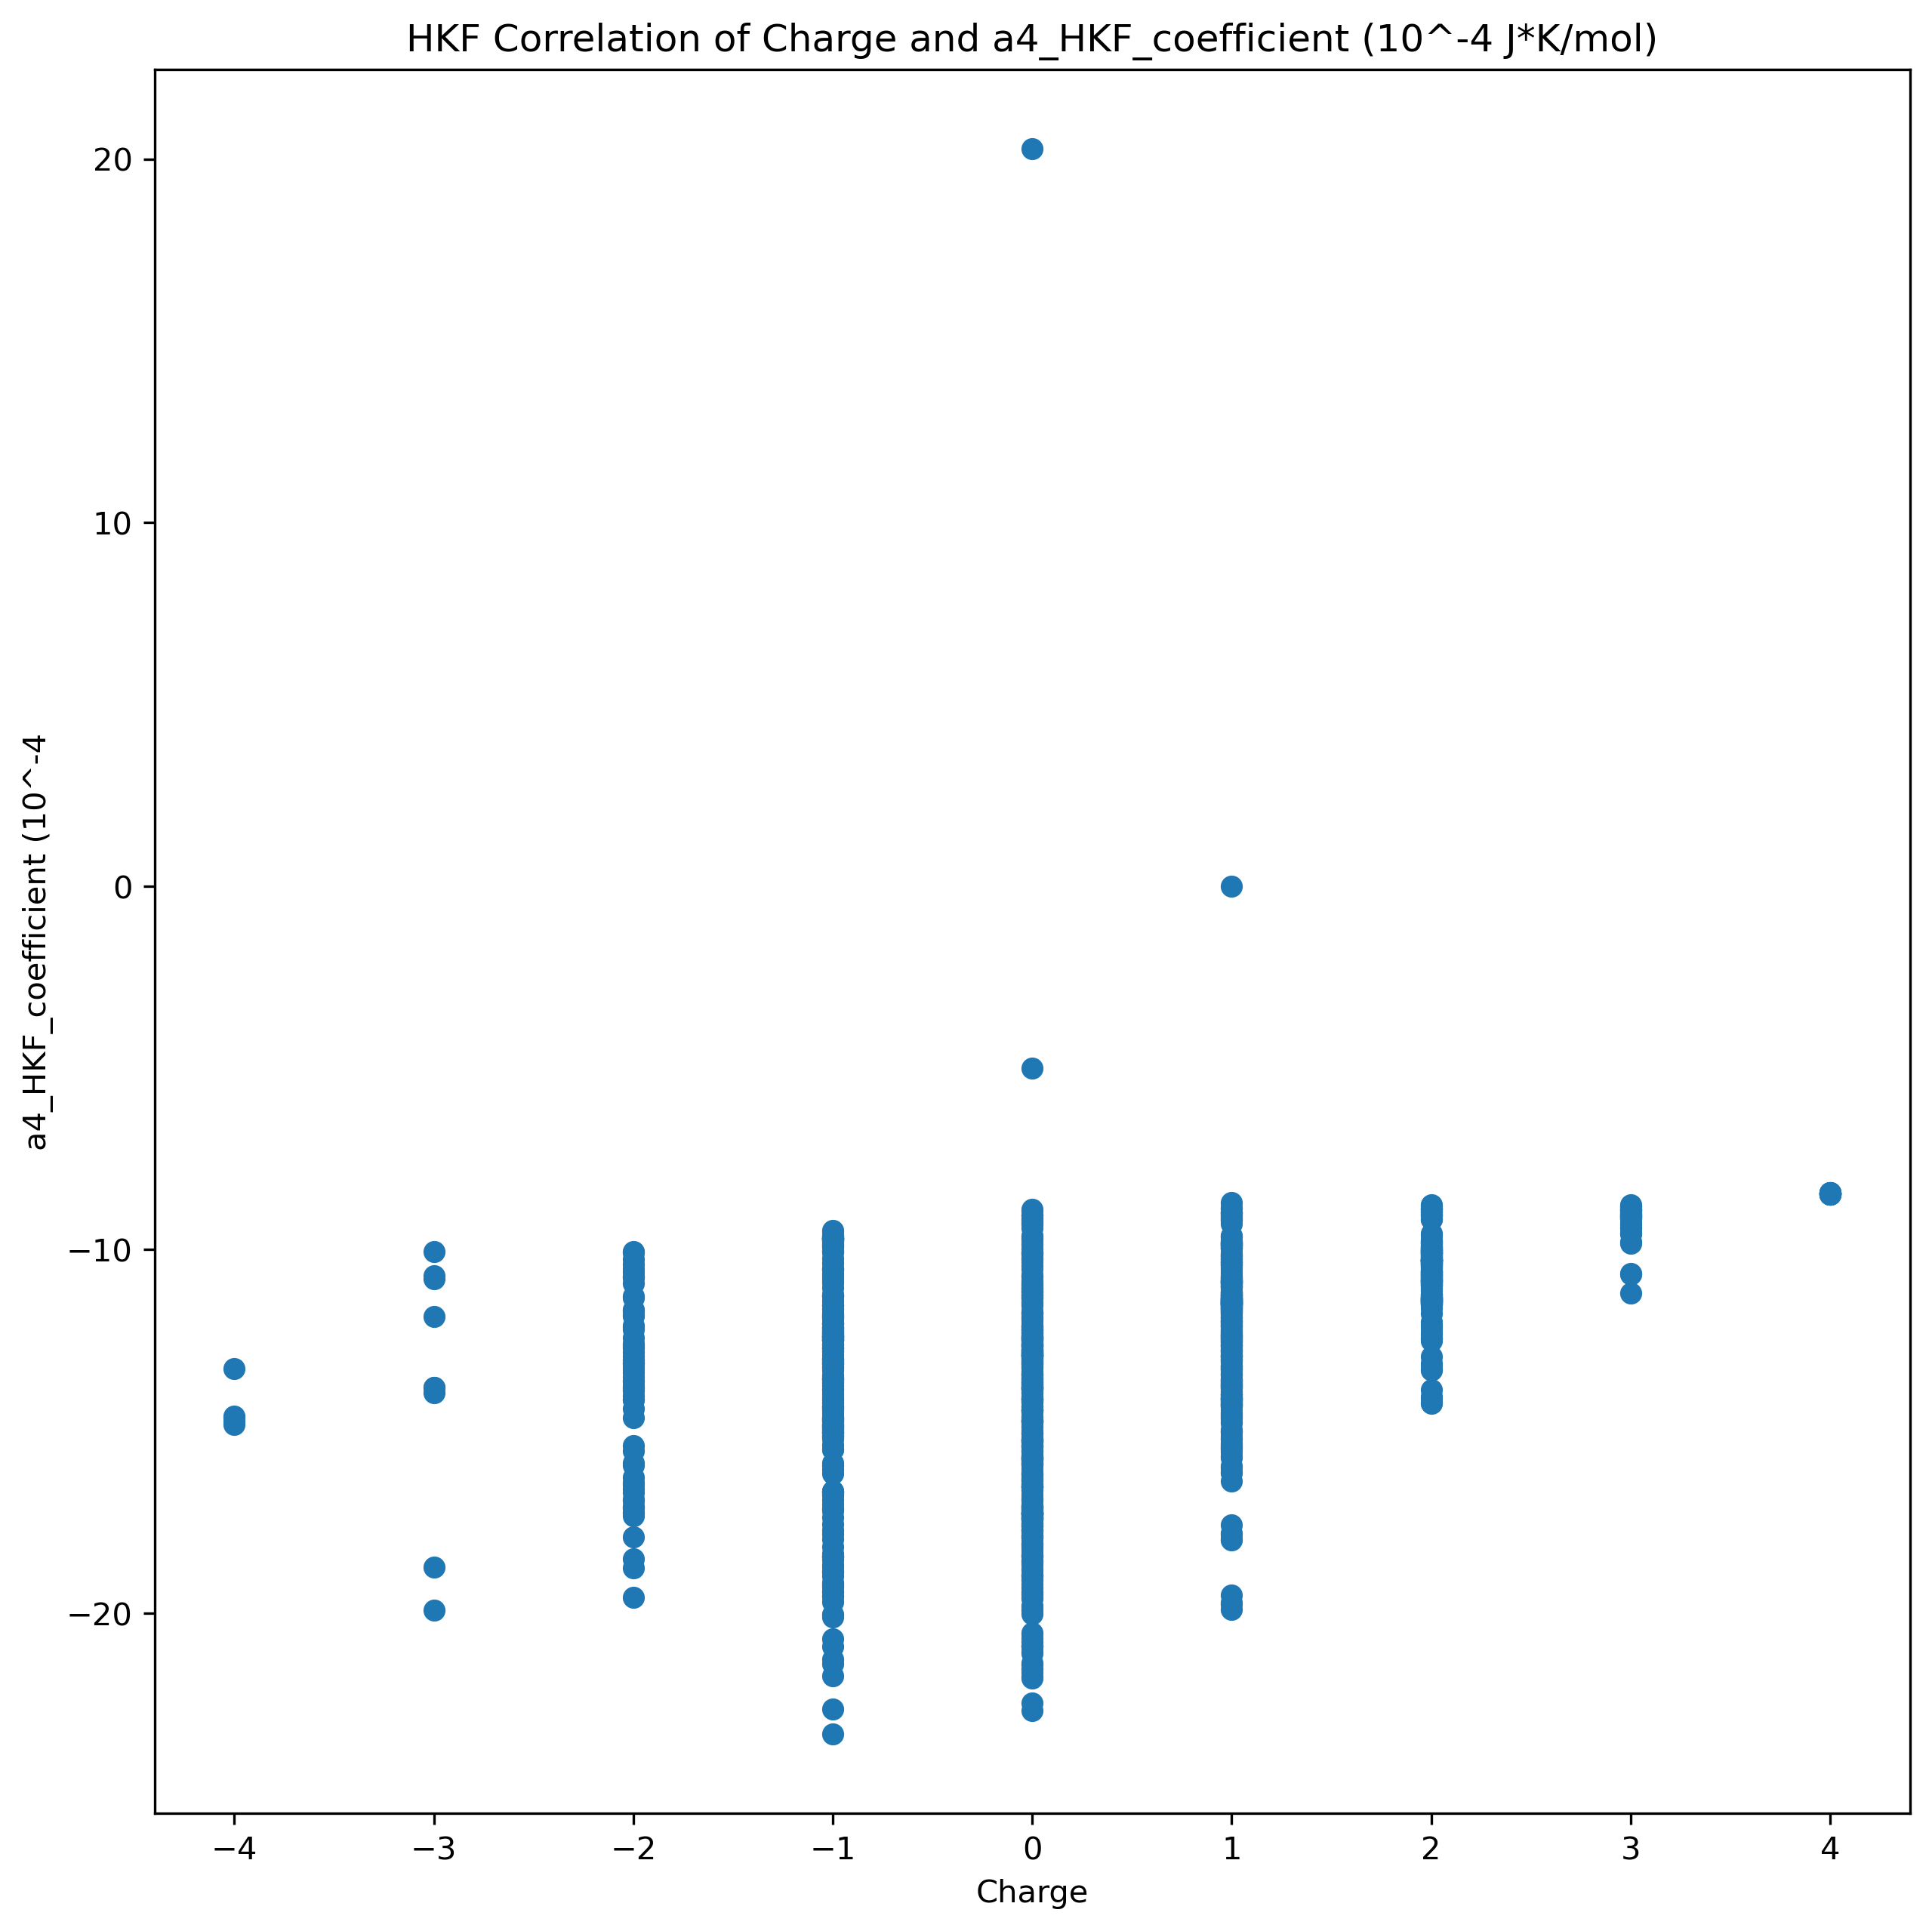 HKF Correlation of Charge and a4_HKF_coefficient (10^-4 J*K/mol)
20
10
0
−10
−20
a4_HKF_coefficient (10^-4
−4 −3 −2 −1 0 1 2 3 4
Charge